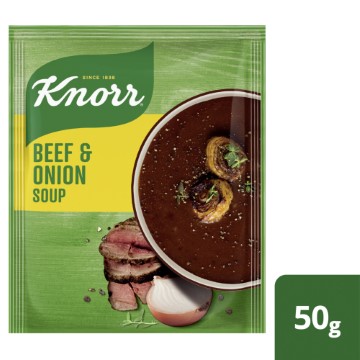 SINCE 1838
Knorr
BEEF &
ONION
SOUP
50g